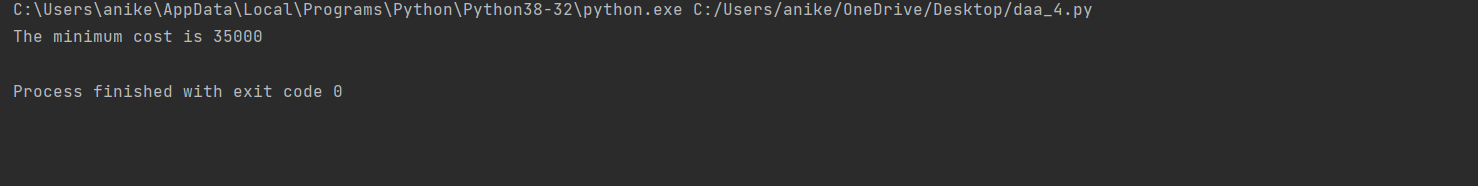 C:\Users\anike\AppData\Local\Programs\Python\Python38-32\python.exe C:/Users/anike/OneDrive/Desktop/daa_4.py
The minimum cost is 35000
Process finished with exit code 0